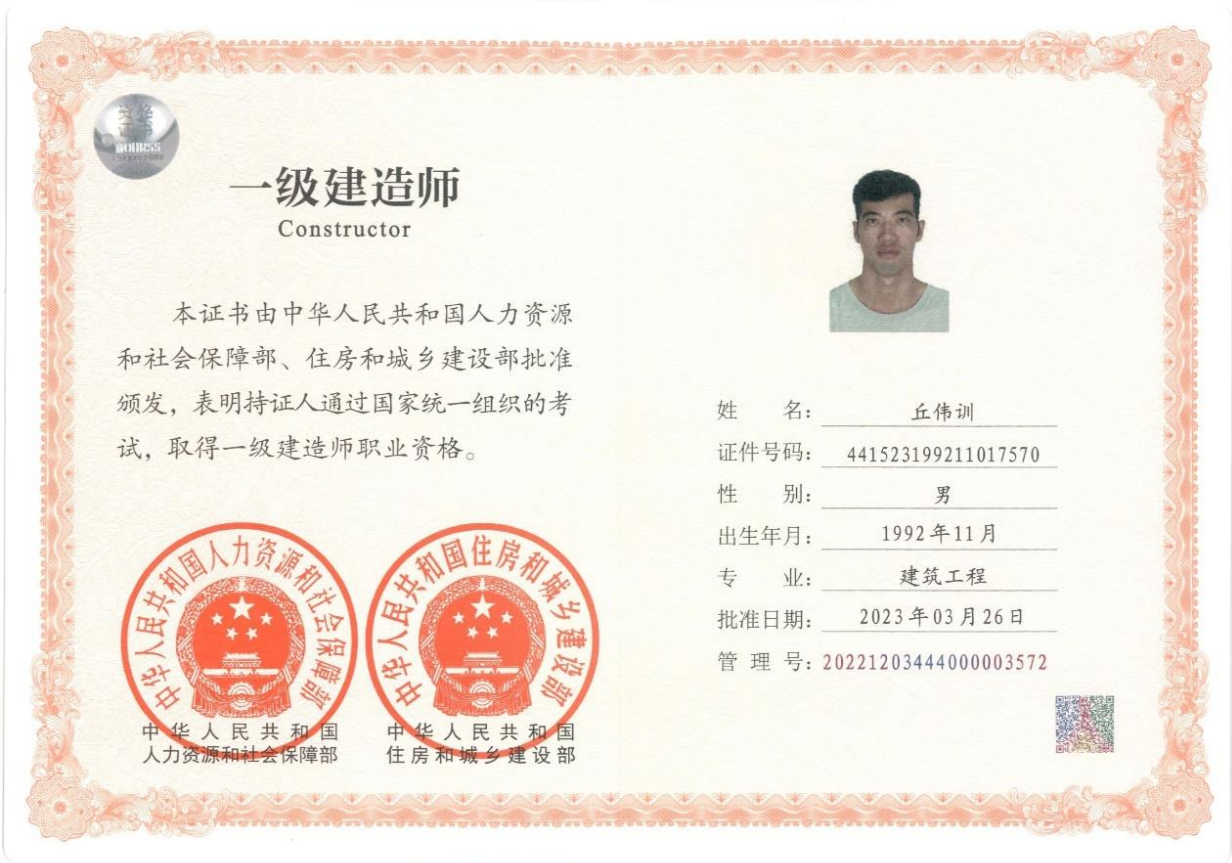 一级建造师
Constructor
本证书由中华人民共和国人力资源
和社会保障部、住房和城乡建设部批准
颁发，表明持证人通过国家统一组织的考
试，取得一级建造师职业资格。
中华人民共和国人力资源和社会保障部
中华人民共和国住房和城乡建设部
中华人民共和国
人力资源和社会保障部
中华人民共和国
住房和城乡建设部
姓 名： 丘伟训
证件号码： 441523199211017570
性 别： 男
出生年月： 1992年11月
专 业： 建筑工程
批准日期： 2023年03月26日
管 理 号：20221203444000003572